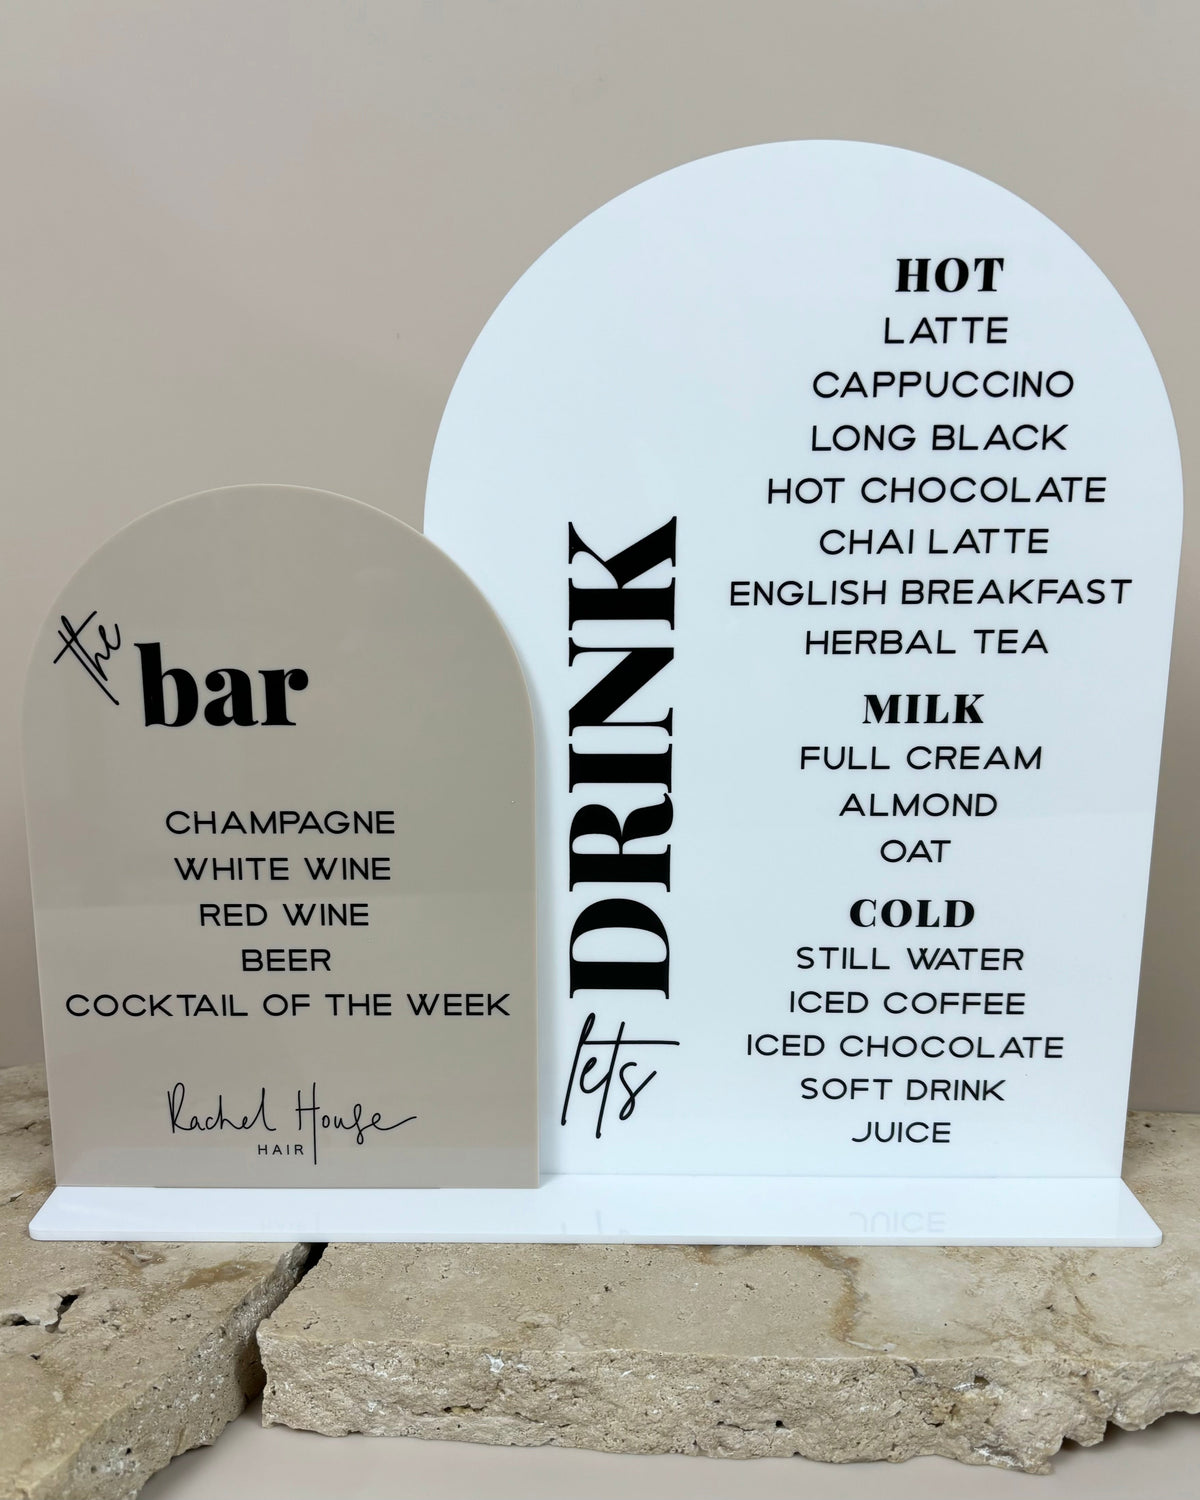 the
bar
CHAMPAGNE
WHITE WINE
RED WINE
BEER
COCKTAIL OF THE WEEK
Rachel House
HAIR
lets DRINK
HOT
LATTE
CAPPUCCINO
LONG BLACK
HOT CHOCOLATE
CHAI LATTE
ENGLISH BREAKFAST
HERBAL TEA
MILK
FULL CREAM
ALMOND
OAT
COLD
STILL WATER
ICED COFFEE
ICED CHOCOLATE
SOFT DRINK
JUICE